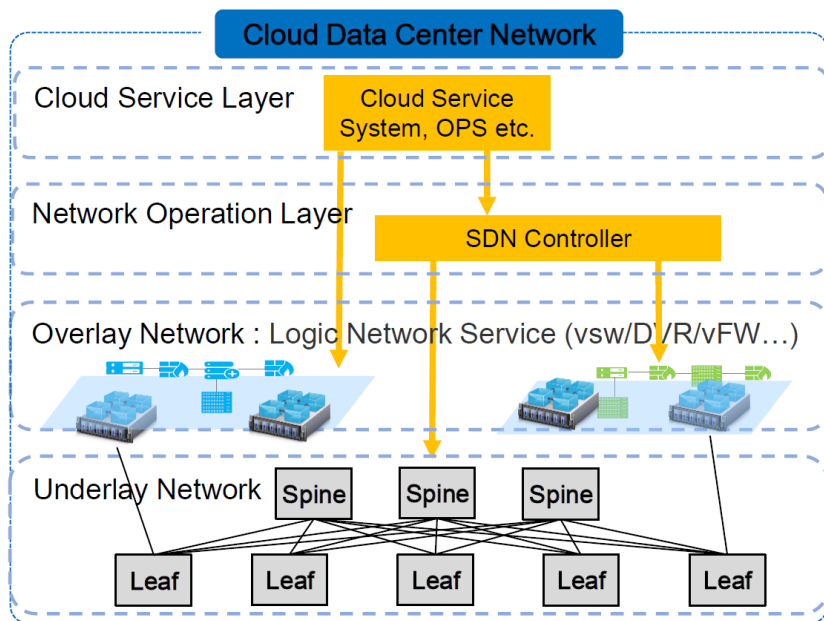 Cloud Data Center Network
Cloud Service Layer
Cloud Service
System, OPS etc.
Network Operation Layer
SDN Controller
Overlay Network : Logic Network Service (vsw/DVR/vFW…)
Underlay Network
Spine
Spine
Spine
Leaf
Leaf
Leaf
Leaf
Leaf